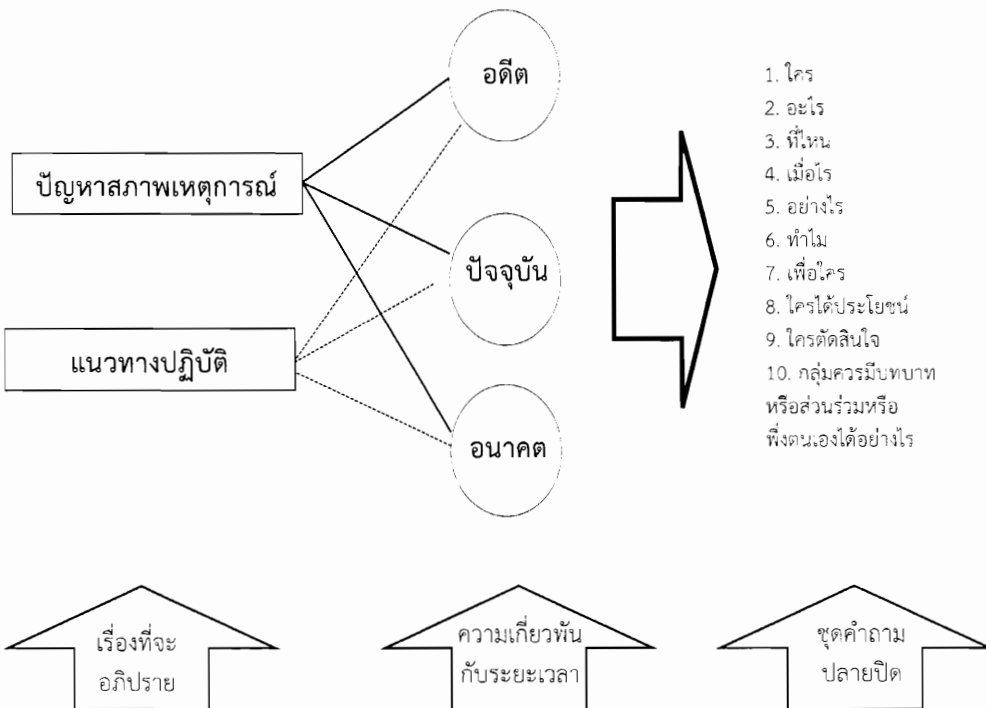 อดีต
ปัญหาสภาพเหตุการณ์
ปัจจุบัน
แนวทางปฏิบัติ
อนาคต
1. ใคร
2. อะไร
3. ที่ไหน
4. เมื่อไร
5. อย่างไร
6. ทำไม
7. เพื่อใคร
8. ใครได้ประโยชน์
9. ใครตัดสินใจ
10. กลุ่มควรมีบทบาท
หรือส่วนร่วมหรือ
พึ่งตนเองได้อย่างไร
เรื่องที่จะ
อภิปราย
ความเกี่ยวพัน
กับระยะเวลา
ชุดคำถาม
ปลายปิด